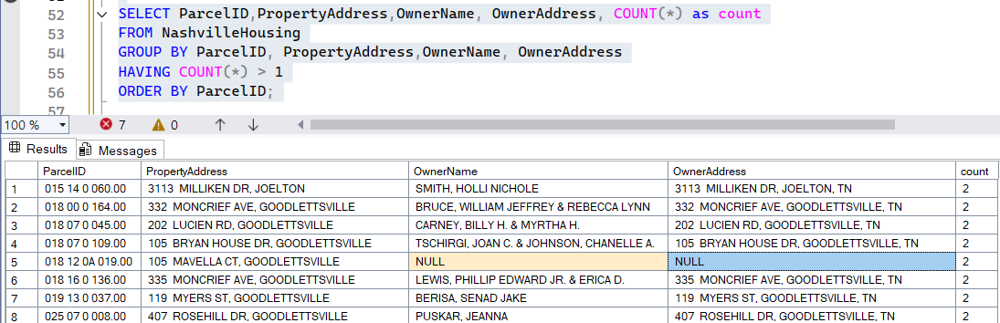 52 SELECT ParcelID,PropertyAddress,OwnerName, OwnerAddress, COUNT(*) as count
53 FROM NashvilleHousing
54 GROUP BY ParcelID, PropertyAddress,OwnerName, OwnerAddress
55 HAVING COUNT(*) > 1
56 ORDER BY ParcelID;
57
100 % 7 0
Results Messages
ParcelID PropertyAddress OwnerName OwnerAddress count
1 015 14 0 060.00 3113 MILLIKEN DR, JOELTON SMITH, HOLLI NICHOLE 3113 MILLIKEN DR, JOELTON, TN 2
2 018 00 0 164.00 332 MONCRIEF AVE, GOODLETTSVILLE BRUCE, WILLIAM JEFFREY & REBECCA LYNN 332 MONCRIEF AVE, GOODLETTSVILLE, TN 2
3 018 07 0 045.00 202 LUCIEN RD, GOODLETTSVILLE CARNEY, BILLY H. & MYRTHA H. 202 LUCIEN RD, GOODLETTSVILLE, TN 2
4 018 07 0 109.00 105 BRYAN HOUSE DR, GOODLETTSVILLE TSCHIRGI, JOAN C. & JOHNSON, CHANELLE A. 105 BRYAN HOUSE DR, GOODLETTSVILLE, TN 2
5 018 12 0A 019.00 105 MAVELLA CT, GOODLETTSVILLE NULL NULL 2
6 018 16 0 136.00 335 MONCRIEF AVE, GOODLETTSVILLE LEWIS, PHILLIP EDWARD JR. & ERICA D. 335 MONCRIEF AVE, GOODLETTSVILLE, TN 2
7 019 13 0 037.00 119 MYERS ST, GOODLETTSVILLE BERISA, SENAD JAKE 119 MYERS ST, GOODLETTSVILLE, TN 2
8 025 07 0 008.00 407 ROSEHILL DR, GOODLETTSVILLE PUSKAR, JEANNA 407 ROSEHILL DR, GOODLETTSVILLE, TN 2